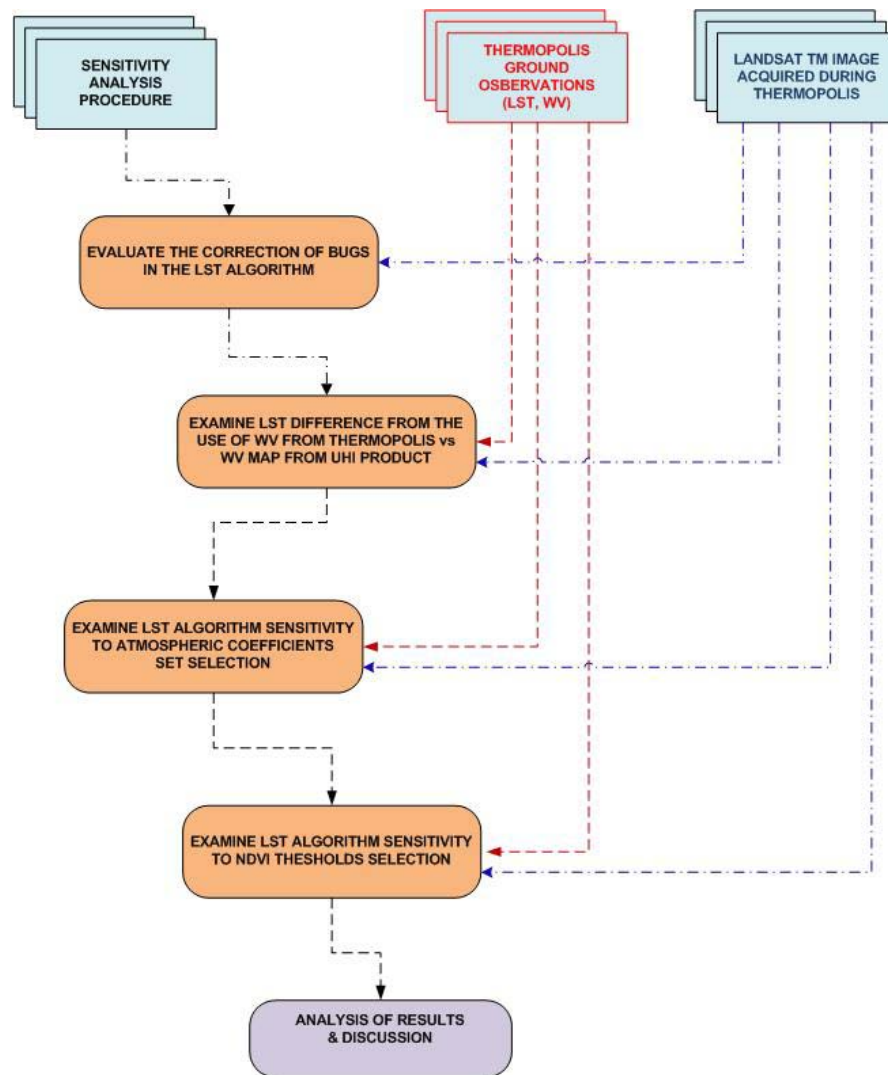 SENSITIVITY
ANALYSIS
PROCEDURE
THERMOPOLIS
GROUND
OSBERVATIONS
(LST, WV)
LANDSAT TM IMAGE
ACQUIRED DURING
THERMOPOLIS
EVALUATE THE CORRECTION OF BUGS
IN THE LST ALGORITHM
EXAMINE LST DIFFERENCE FROM THE
USE OF WV FROM THERMOPOLIS vs
WV MAP FROM UHI PRODUCT
EXAMINE LST ALGORITHM SENSITIVITY
TO ATMOSPHERIC COEFFICIENTS
SET SELECTION
EXAMINE LST ALGORITHM SENSITIVITY
TO NDVI THESHOLDS SELECTION
ANALYSIS OF RESULTS
& DISCUSSION